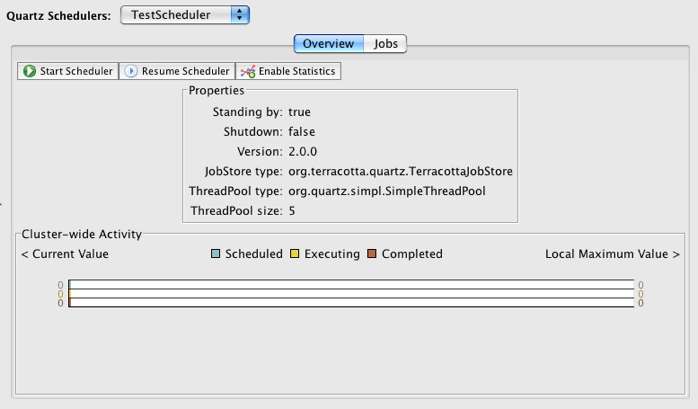 Quartz Schedulers: TestScheduler
Overview Jobs
Start Scheduler Resume Scheduler Enable Statistics
Properties
Standing by: true
Shutdown: false
Version: 2.0.0
JobStore type: org.terracotta.quartz.TerracottaJobStore
ThreadPool type: org.quartz.simpl.SimpleThreadPool
ThreadPool size: 5
Cluster-wide Activity
< Current Value Scheduled Executing Completed Local Maximum Value >
0 0
0 0
0 0